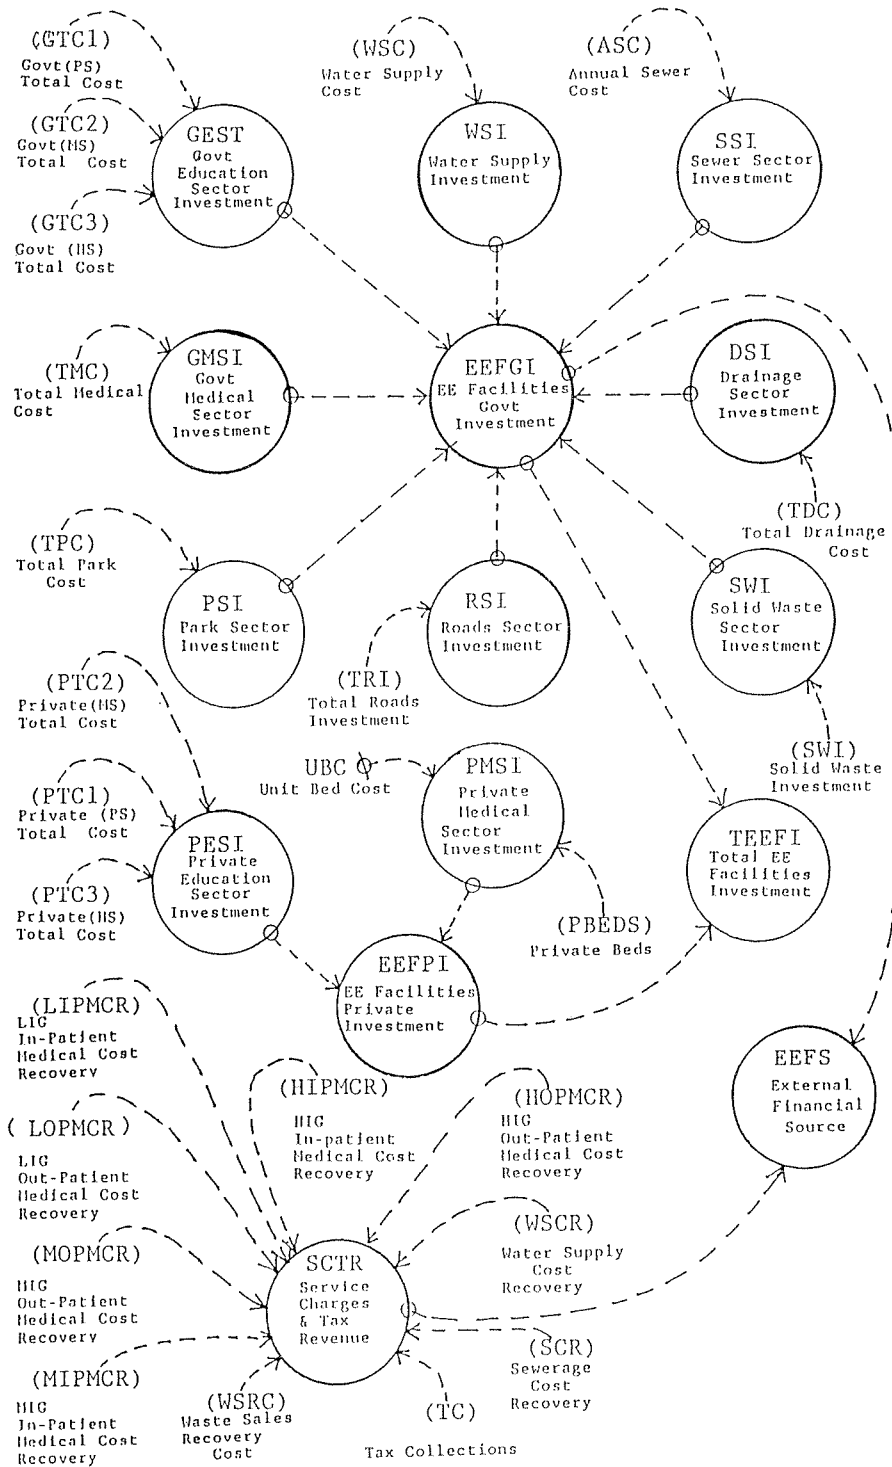 (GTC1)
Govt(PS)
Total Cost
(GTC2)
Govt(MS)
Total Cost
(GTC3)
Govt (HS)
Total Cost
GEST
Govt
Education
Sector
Investment
(WSC)
Water Supply
Cost
WSI
Water Supply
Investment
(ASC)
Annual Sewer
Cost
SSI
Sewer Sector
Investment
(TMC)
Total Medical
Cost
GMSI
Govt
Medical
Sector
Investment
EEFGI
EE Facilities
Govt
Investment
DSI
Drainage
Sector
Investment
(TDC)
Total Drainage
Cost
(TPC)
Total Park
Cost
PSI
Park Sector
Investment
RSI
Roads Sector
Investment
(TRI)
Total Roads
Investment
SWI
Solid Waste
Sector
Investment
(SWI)
Solid Waste
Investment
(PTC2)
Private(MS)
Total Cost
(PTC1)
Private (PS)
Total Cost
(PTC3)
Private(HS)
Total Cost
PESI
Private
Education
Sector
Investment
UBC
Unit Bed Cost
PMSI
Private
Medical
Sector
Investment
(PBEDS)
Private Beds
TEEFI
Total EE
Facilities
Investment
EEFPI
EE Facilities
Private
Investment
EEFS
External
Financial
Source
(LIPMCR)
LIG
In-Patient
Medical Cost
Recovery
(LOPMCR)
LIG
Out-Patient
Medical Cost
Recovery
(MOPMCR)
MIG
Out-Patient
Medical Cost
Recovery
(MIPMCR)
MIG
In-Patient
Medical Cost
Recovery
(HIPMCR)
HIG
In-patient
Medical Cost
Recovery
(HOPMCR)
HIG
Out-Patient
Medical Cost
Recovery
(WSCR)
Water Supply
Cost
Recovery
SCTR
Service
Charges
& Tax
Revenue
(SCR)
Sewerage
Cost
Recovery
(WSRC)
Waste Sales
Recovery
Cost
(TC)
Tax Collections